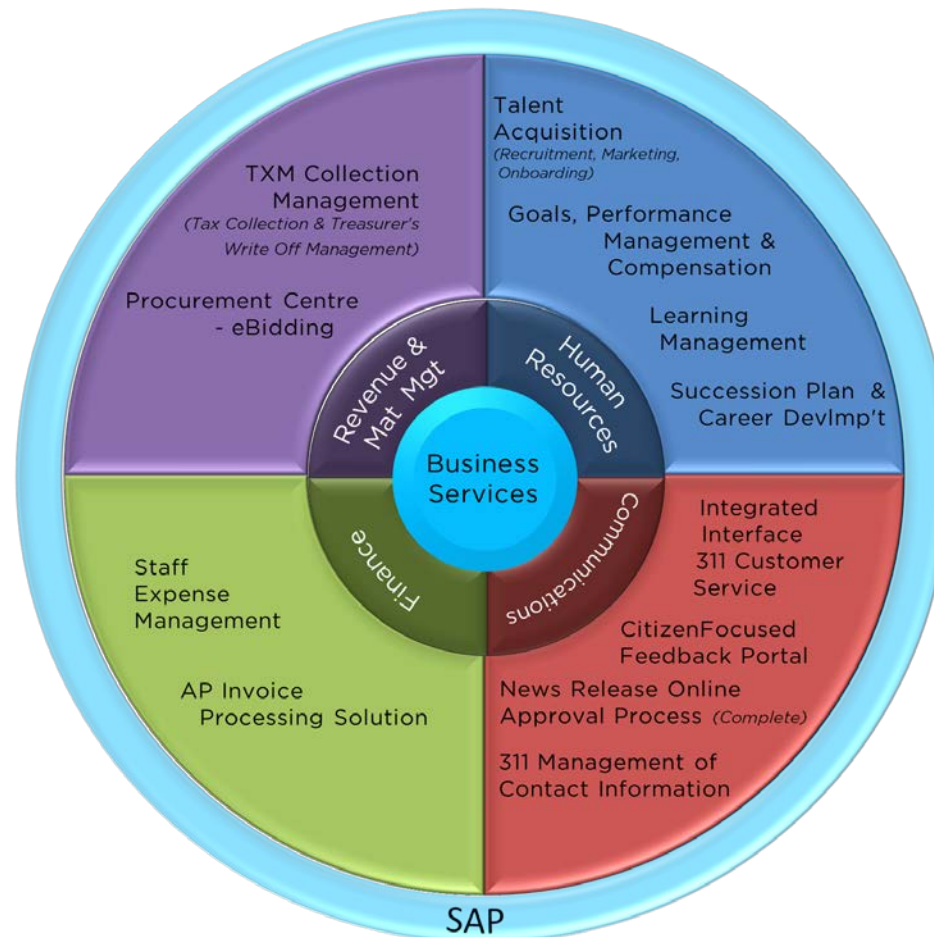 TXM Collection
Management
(Tax Collection & Treasurer's
Write Off Management)
Procurement Centre
- eBidding
Revenue &
Mat Mgt
Talent
Acquisition
(Recruitment, Marketing,
Onboarding)
Goals, Performance
Management &
Compensation
Learning
Management
Succession Plan &
Career Devlmp't
Human
Resources
Business
Services
Staff
Expense
Management
AP Invoice
Processing Solution
Finance
Communications
Integrated
Interface
311 Customer
Service
CitizenFocused
Feedback Portal
News Release Online
Approval Process (Complete)
311 Management of
Contact Information
SAP